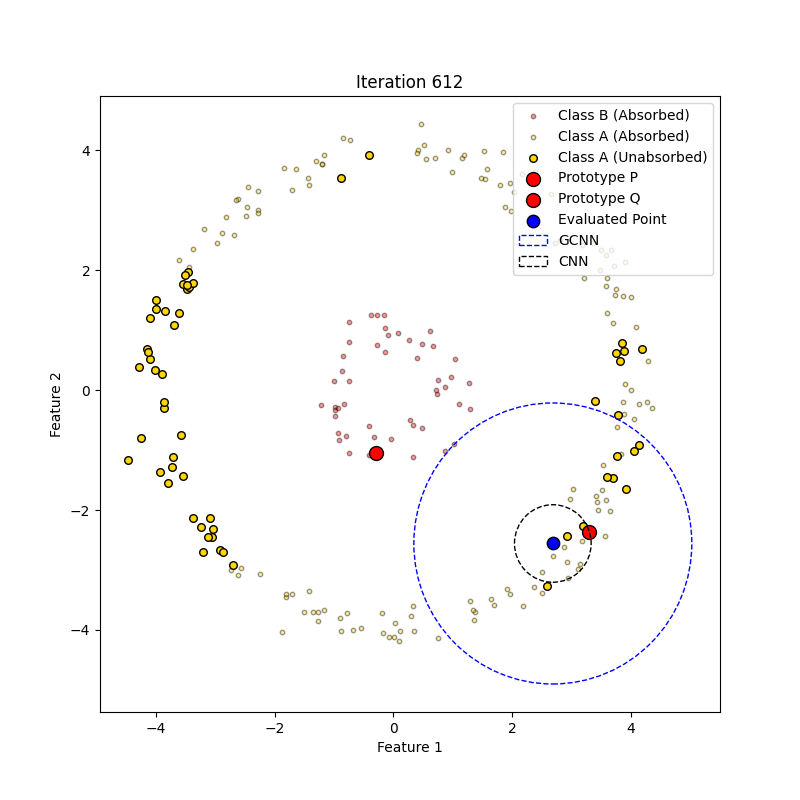 Iteration 612
Class B (Absorbed)
Class A (Absorbed)
Class A (Unabsorbed)
Prototype P
Prototype Q
Evaluated Point
GCNN
CNN
4
2
0
−2
−4
Feature 2
−4 −2 0 2 4
Feature 1